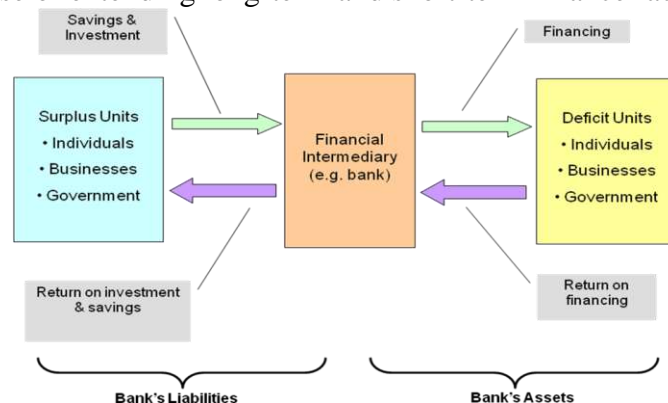 Savings &
Investment
Financing
Surplus Units
• Individuals
• Businesses
• Government
Financial
Intermediary
(e.g. bank)
Deficit Units
• Individuals
• Businesses
• Government
Return on investment
& savings
Return on
financing
Bank's Liabilities
Bank's Assets